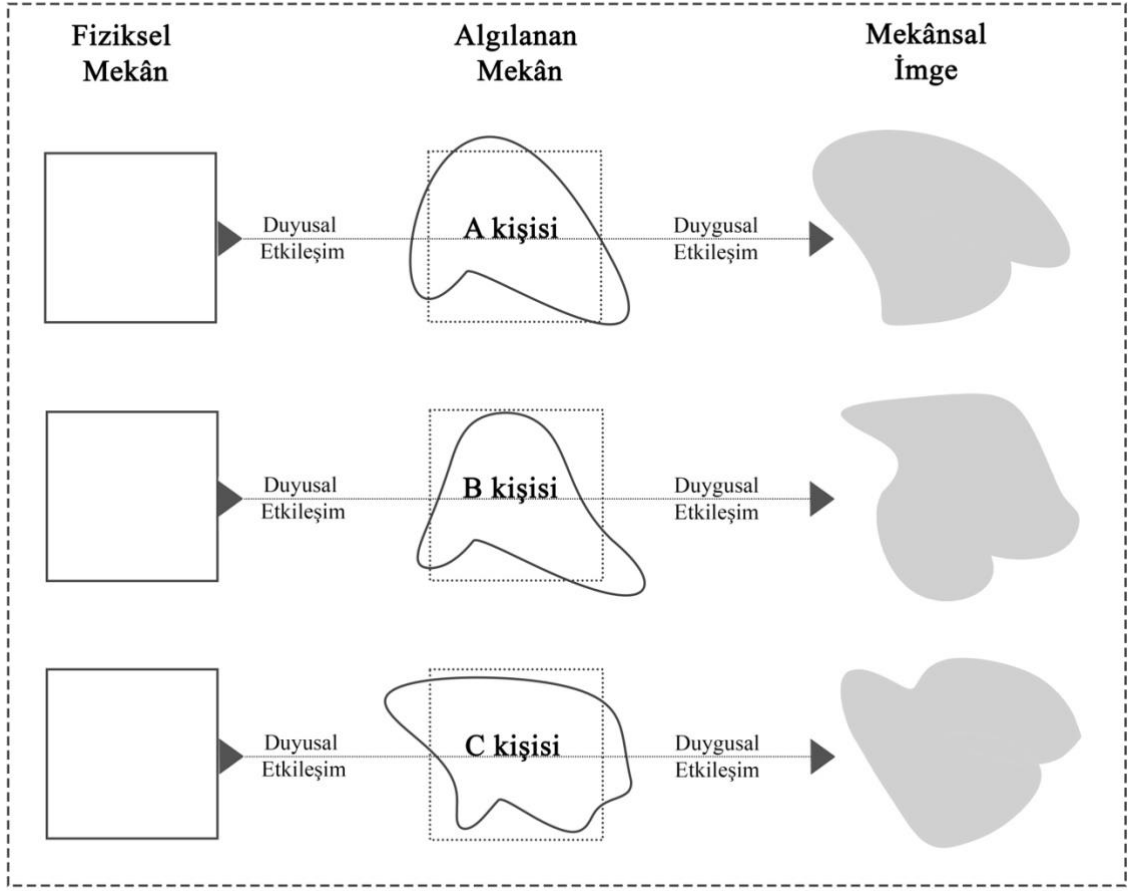 Fiziksel
Mekân
Algılanan
Mekân
Mekânsal
İmge
Duyusal
Etkileşim
A kişisi
Duygusal
Etkileşim
Duyusal
Etkileşim
B kişisi
Duygusal
Etkileşim
Duyusal
Etkileşim
C kişisi
Duygusal
Etkileşim